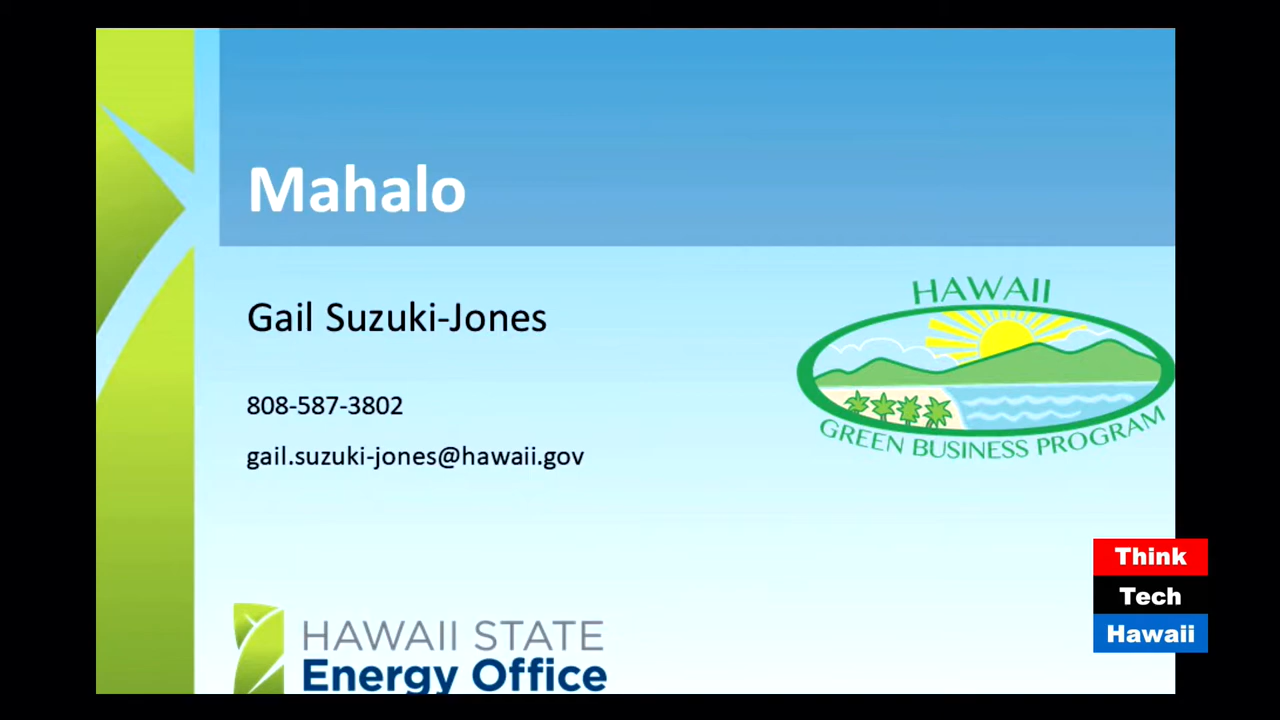 Mahalo
Gail Suzuki-Jones
808-587-3802
gail.suzuki-jones@hawaii.gov
HAWAII
GREEN BUSINESS PROGRAM
HAWAII STATE
Energy Office
Think
Tech
Hawaii